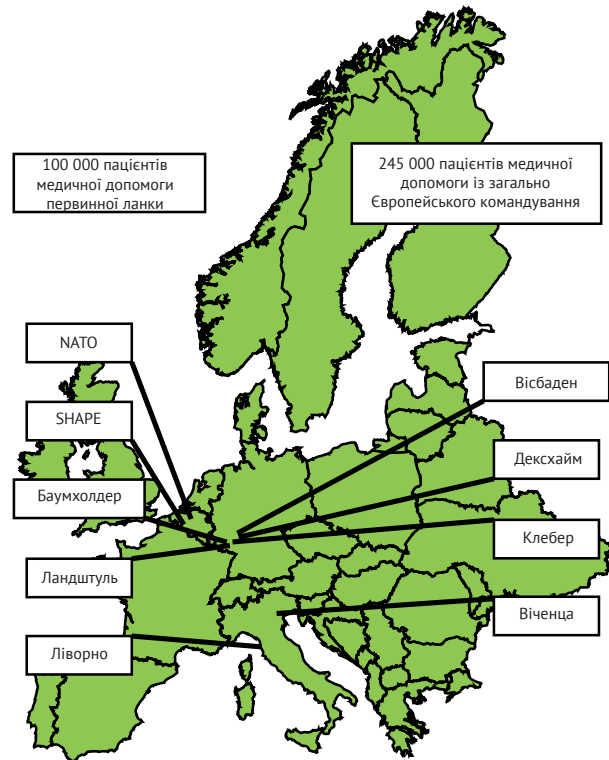 100 000 пацієнтів
медичної допомоги
первинної ланки
245 000 пацієнтів медичної
допомоги із загально
Європейського командування
NATO
SHAPE
Баумхолдер
Ландштуль
Ліворно
Вісбаден
Дексхайм
Клебер
Віченца